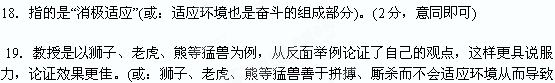 18．指的是“消极适应”(或：适应环境也是奋斗的组成部分)。(2分，意同即可)
19．教授是以狮子、老虎、熊等猛兽为例，从反面举例论证了自己的观点，这样更具说服
力，论证效果更佳。(或：狮子、老虎、熊等猛兽善于拼搏、厮杀而不会适应环境从而导致